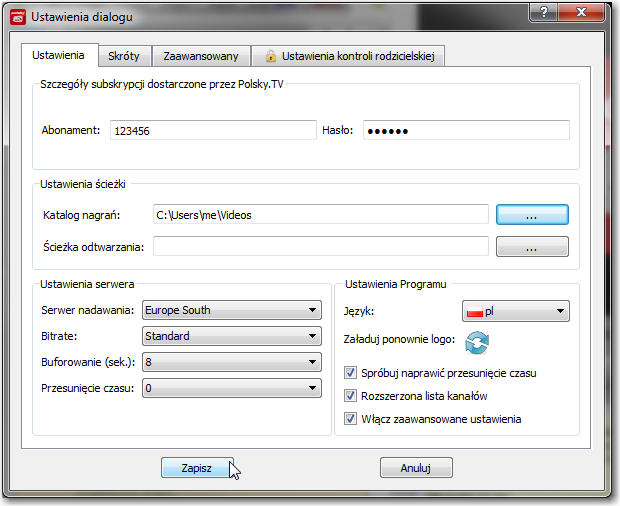 Ustawienia dialogu
?
Ustawienia Skróty Zaawansowany Ustawienia kontroli rodzicielskiej
Szczegóły subskrypcji dostarczone przez Polsky.TV
Abonament: 123456 Hasło: ●●●●●●
Ustawienia ścieżki
Katalog nagrań: C:\Users\me\Videos ...
Ścieżka odtwarzania: ...
Ustawienia serwera
Serwer nadawania: Europe South
Bitrate: Standard
Buforowanie (sek.): 8
Przesunięcie czasu: 0
Ustawienia Programu
Język: pl
Załaduj ponownie logo:
Spróbuj naprawić przesunięcie czasu
Rozszerzona lista kanałów
Włącz zaawansowane ustawienia
Zapisz Anuluj